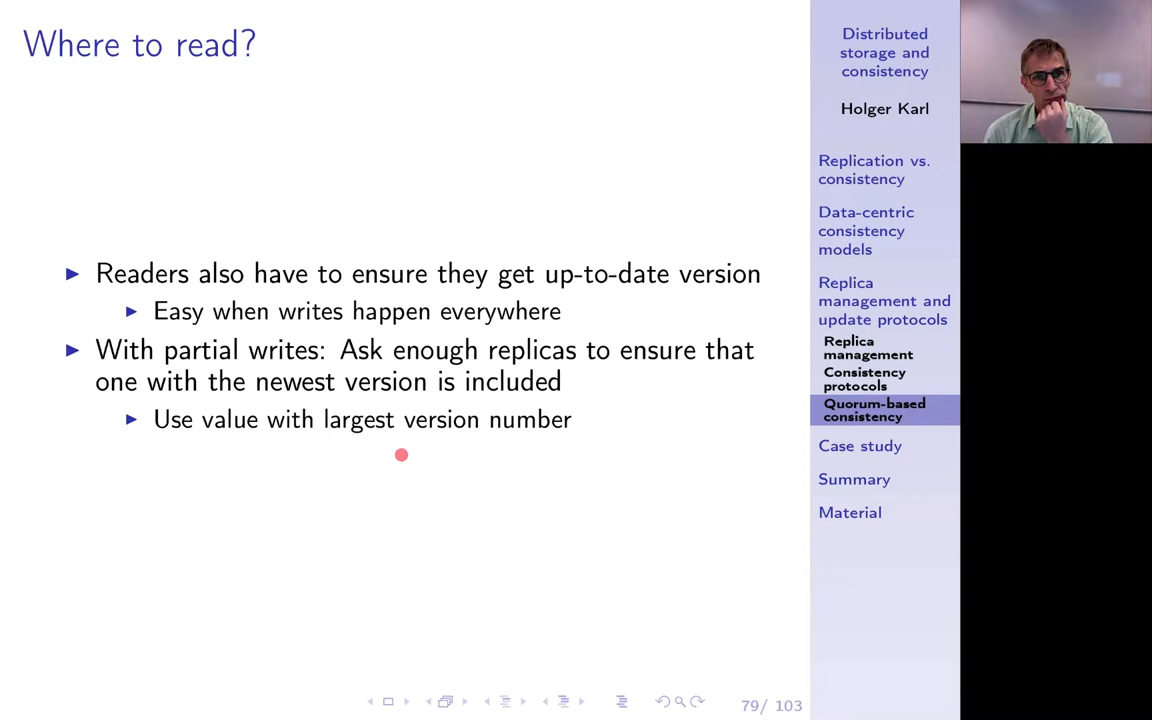 Where to read?
Readers also have to ensure they get up-to-date version
Easy when writes happen everywhere
With partial writes: Ask enough replicas to ensure that
one with the newest version is included
Use value with largest version number
79/ 103
Distributed
storage and
consistency
Holger Karl
Replication vs.
consistency
Data-centric
consistency
models
Replica
management and
update protocols
Replica
management
Consistency
protocols
Quorum-based
consistency
Case study
Summary
Material